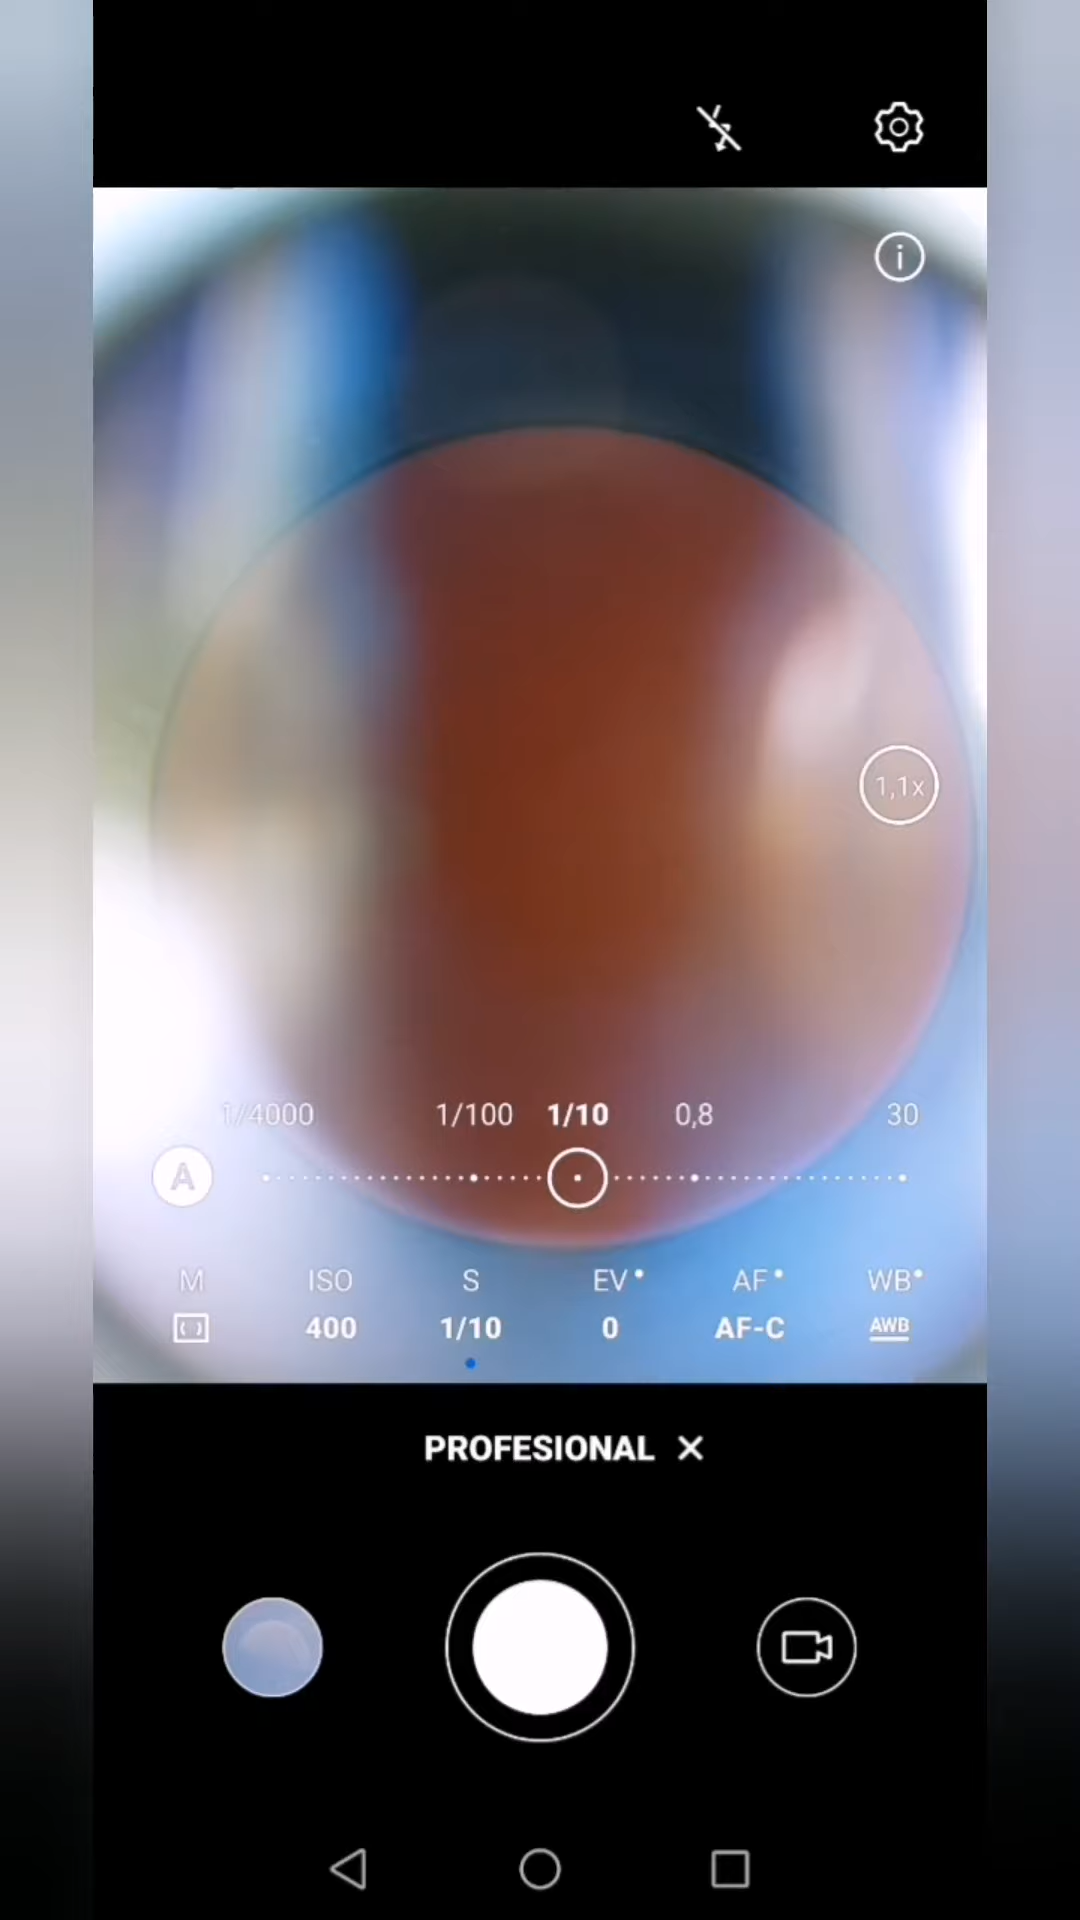 i
1,1x
1/4000 1/100 1/10 0,8 30
A
M ISO S EV AF WB
400 1/10 0 AF-C AWB
PROFESIONAL